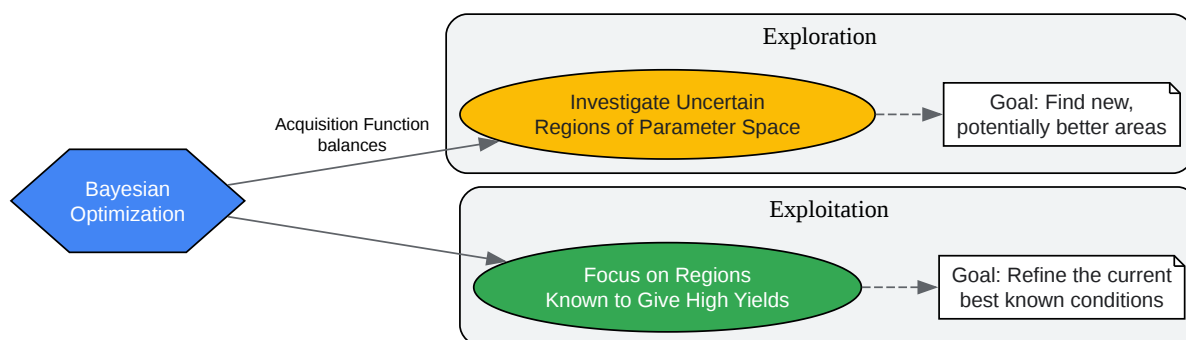 Exploration
Investigate Uncertain
Regions of Parameter Space
Goal: Find new,
potentially better areas
Acquisition Function
balances
Bayesian
Optimization
Exploitation
Focus on Regions
Known to Give High Yields
Goal: Refine the current
best known conditions